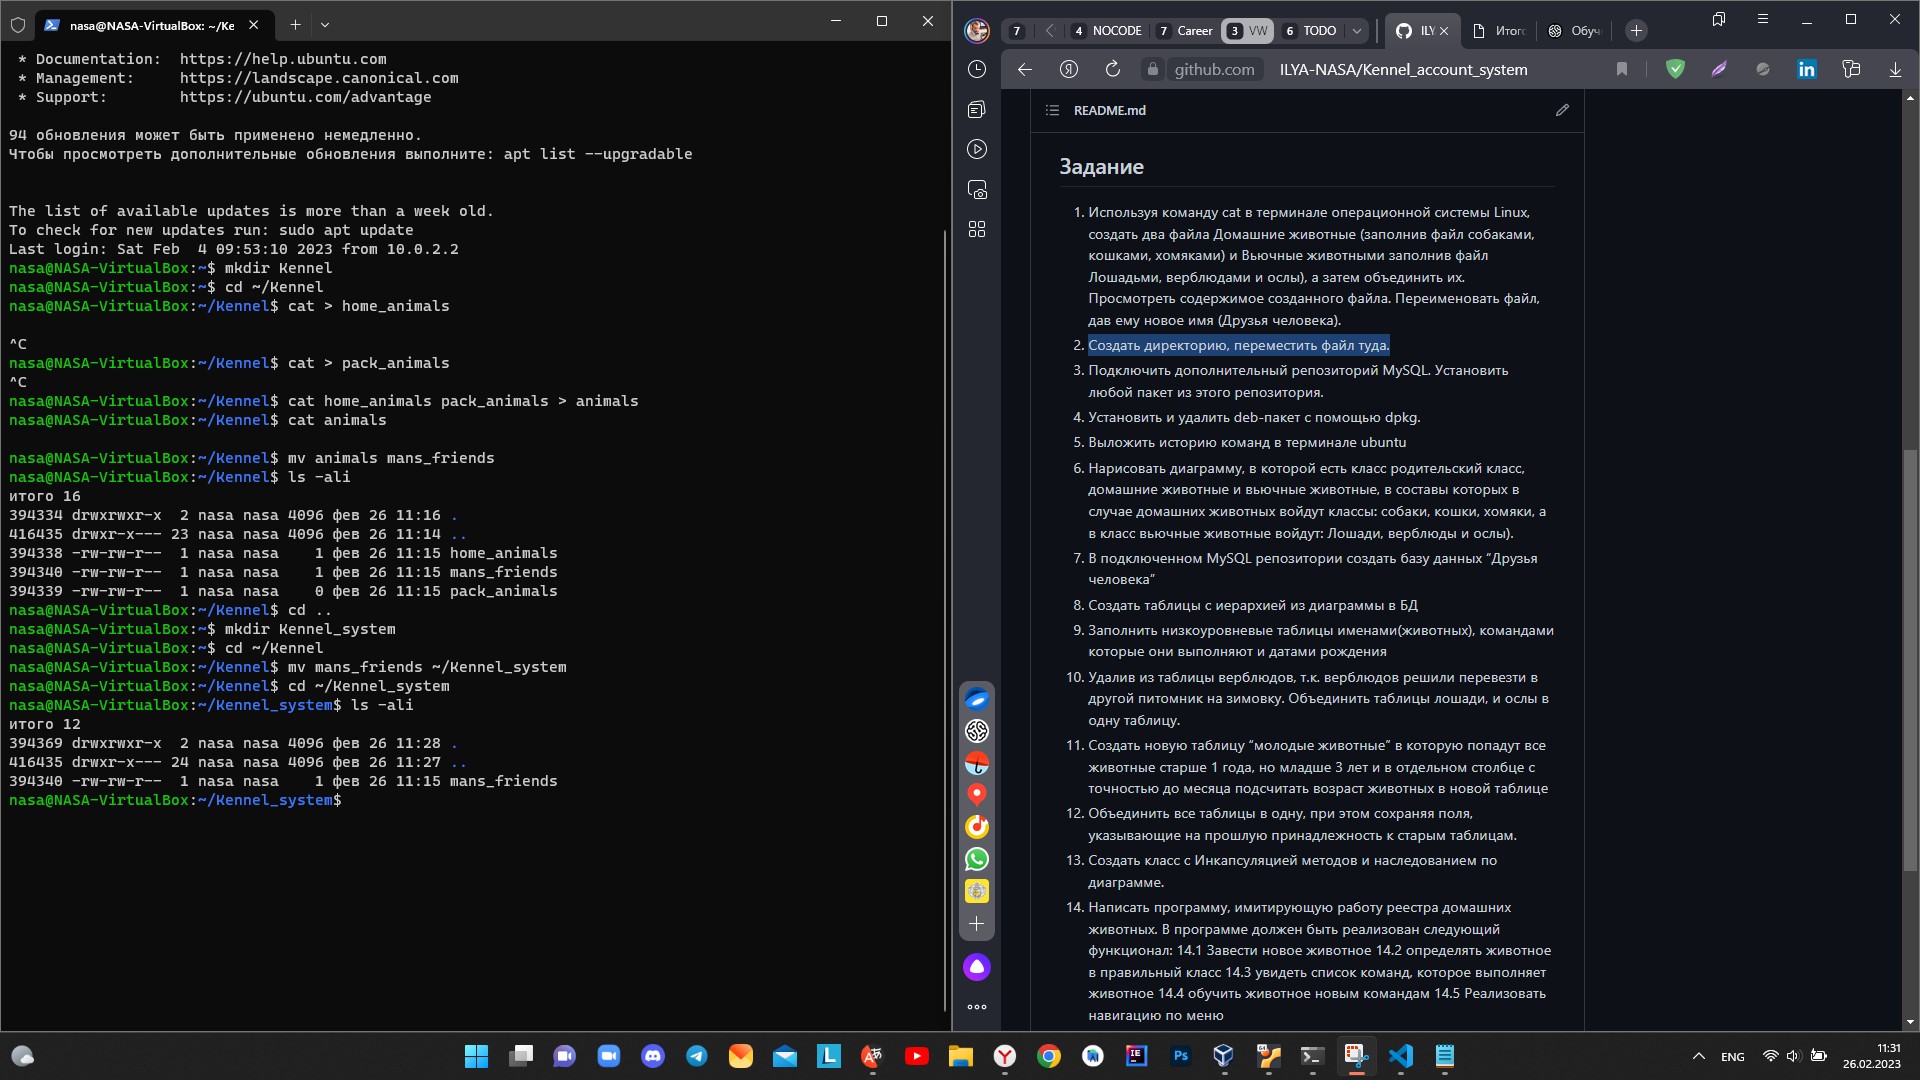 nasa@NASA-VirtualBox: ~/Ke
* Documentation:  https://help.ubuntu.com
* Management:     https://landscape.canonical.com
* Support:        https://ubuntu.com/advantage
94 обновления может быть применено немедленно.
Чтобы просмотреть дополнительные обновления выполните: apt list --upgradable
The list of available updates is more than a week old.
To check for new updates run: sudo apt update
Last login: Sat Feb  4 09:53:10 2023 from 10.0.2.2
nasa@NASA-VirtualBox:~$ mkdir Kennel
nasa@NASA-VirtualBox:~$ cd ~/Kennel
nasa@NASA-VirtualBox:~/Kennel$ cat > home_animals
^C
nasa@NASA-VirtualBox:~/Kennel$ cat > pack_animals
^C
nasa@NASA-VirtualBox:~/Kennel$ cat home_animals pack_animals > animals
nasa@NASA-VirtualBox:~/Kennel$ cat animals
nasa@NASA-VirtualBox:~/Kennel$ mv animals mans_friends
nasa@NASA-VirtualBox:~/Kennel$ ls -ali
итого 16
394334 drwxrwxr-x  2 nasa nasa 4096 фев 26 11:16 .
416435 drwxr-x--- 23 nasa nasa 4096 фев 26 11:14 ..
394338 -rw-rw-r--  1 nasa nasa    1 фев 26 11:15 home_animals
394340 -rw-rw-r--  1 nasa nasa    1 фев 26 11:15 mans_friends
394339 -rw-rw-r--  1 nasa nasa    0 фев 26 11:15 pack_animals
nasa@NASA-VirtualBox:~/Kennel$ cd ..
nasa@NASA-VirtualBox:~$ mkdir Kennel_system
nasa@NASA-VirtualBox:~$ cd ~/Kennel
nasa@NASA-VirtualBox:~/Kennel$ mv mans_friends ~/Kennel_system
nasa@NASA-VirtualBox:~/Kennel$ cd ~/Kennel_system
nasa@NASA-VirtualBox:~/Kennel_system$ ls -ali
итого 12
394369 drwxrwxr-x  2 nasa nasa 4096 фев 26 11:28 .
416435 drwxr-x--- 24 nasa nasa 4096 фев 26 11:27 ..
394340 -rw-rw-r--  1 nasa nasa    1 фев 26 11:15 mans_friends
nasa@NASA-VirtualBox:~/Kennel_system$
7 4 NOCODE 7 Career 3 VW 6 TODO ILY Итог Обуч
github.com ILYA-NASA/Kennel_account_system
README.md
Задание
1. Используя команду cat в терминале операционной системы Linux,
создать два файла Домашние животные (заполнив файл собаками,
кошками, хомяками) и Вьючные животными заполнив файл
Лошадьми, верблюдами и ослы), а затем объединить их.
Просмотреть содержимое созданного файла. Переименовать файл,
дав ему новое имя (Друзья человека).
2. Создать директорию, переместить файл туда.
3. Подключить дополнительный репозиторий MySQL. Установить
любой пакет из этого репозитория.
4. Установить и удалить deb-пакет с помощью dpkg.
5. Выложить историю команд в терминале ubuntu
6. Нарисовать диаграмму, в которой есть класс родительский класс,
домашние животные и вьючные животные, в составы которых в
случае домашних животных войдут классы: собаки, кошки, хомяки, а
в класс вьючные животные войдут: Лошади, верблюды и ослы).
7. В подключенном MySQL репозитории создать базу данных “Друзья
человека”
8. Создать таблицы с иерархией из диаграммы в БД
9. Заполнить низкоуровневые таблицы именами(животных), командами
которые они выполняют и датами рождения
10. Удалив из таблицы верблюдов, т.к. верблюдов решили перевезти в
другой питомник на зимовку. Объединить таблицы лошади, и ослы в
одну таблицу.
11. Создать новую таблицу “молодые животные” в которую попадут все
животные старше 1 года, но младше 3 лет и в отдельном столбце с
точностью до месяца подсчитать возраст животных в новой таблице
12. Объединить все таблицы в одну, при этом сохраняя поля,
указывающие на прошлую принадлежность к старым таблицам.
13. Создать класс с Инкапсуляцией методов и наследованием по
диаграмме.
14. Написать программу, имитирующую работу реестра домашних
животных. В программе должен быть реализован следующий
функционал: 14.1 Завести новое животное 14.2 определять животное
в правильный класс 14.3 увидеть список команд, которое выполняет
животное 14.4 обучить животное новым командам 14.5 Реализовать
навигацию по меню
ENG
11:31
26.02.2023